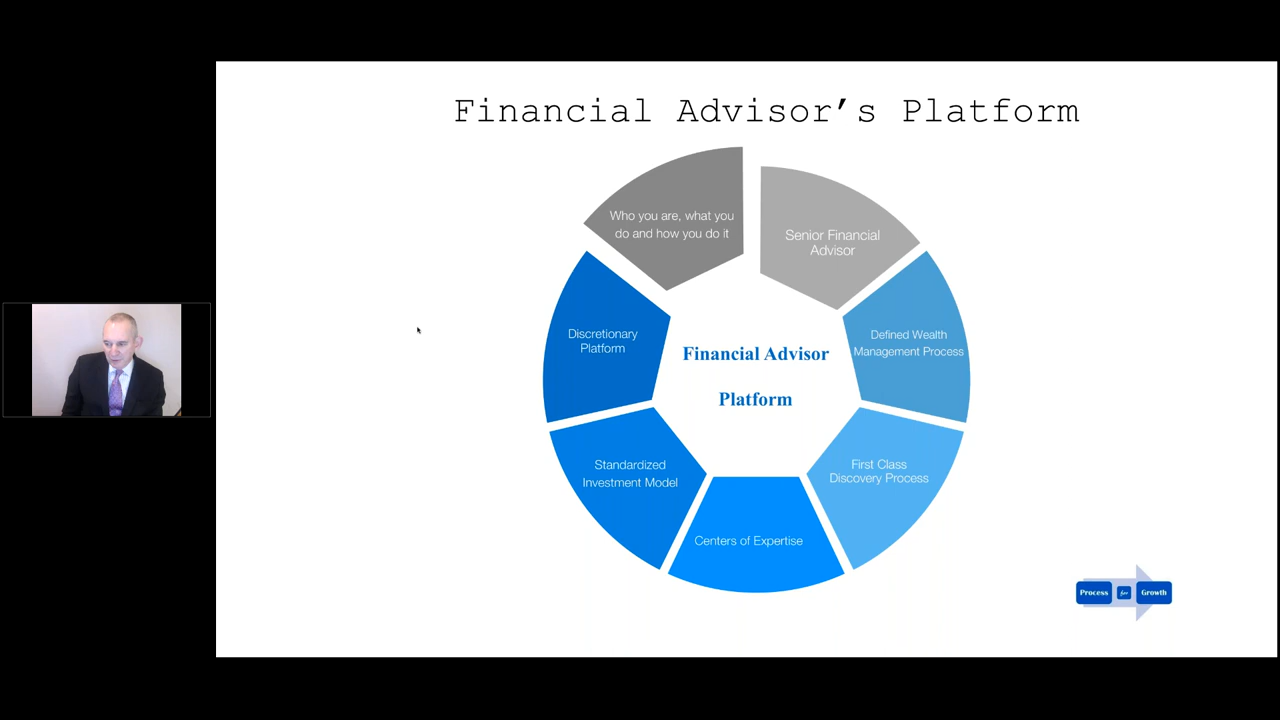 Financial Advisor’s Platform
Who you are, what you
do and how you do it
Senior Financial
Advisor
Defined Wealth
Management Process
First Class
Discovery Process
Centers of Expertise
Standardized
Investment Model
Discretionary
Platform
Financial Advisor
Platform
Process for Growth